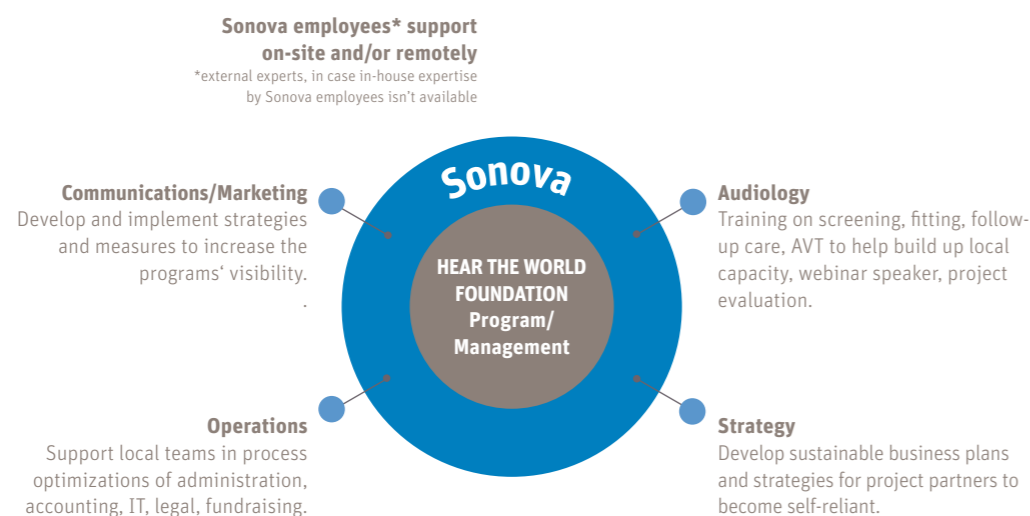 Sonova employees* support
on-site and/or remotely
*external experts, in case in-house expertise
by Sonova employees isn’t available
Sonova
HEAR THE WORLD
FOUNDATION
Program/
Management
Communications/Marketing
Develop and implement strategies
and measures to increase the
programs‘ visibility.
.
Audiology
Training on screening, fitting, follow-
up care, AVT to help build up local
capacity, webinar speaker, project
evaluation.
Operations
Support local teams in process
optimizations of administration,
accounting, IT, legal, fundraising.
Strategy
Develop sustainable business plans
and strategies for project partners to
become self-reliant.